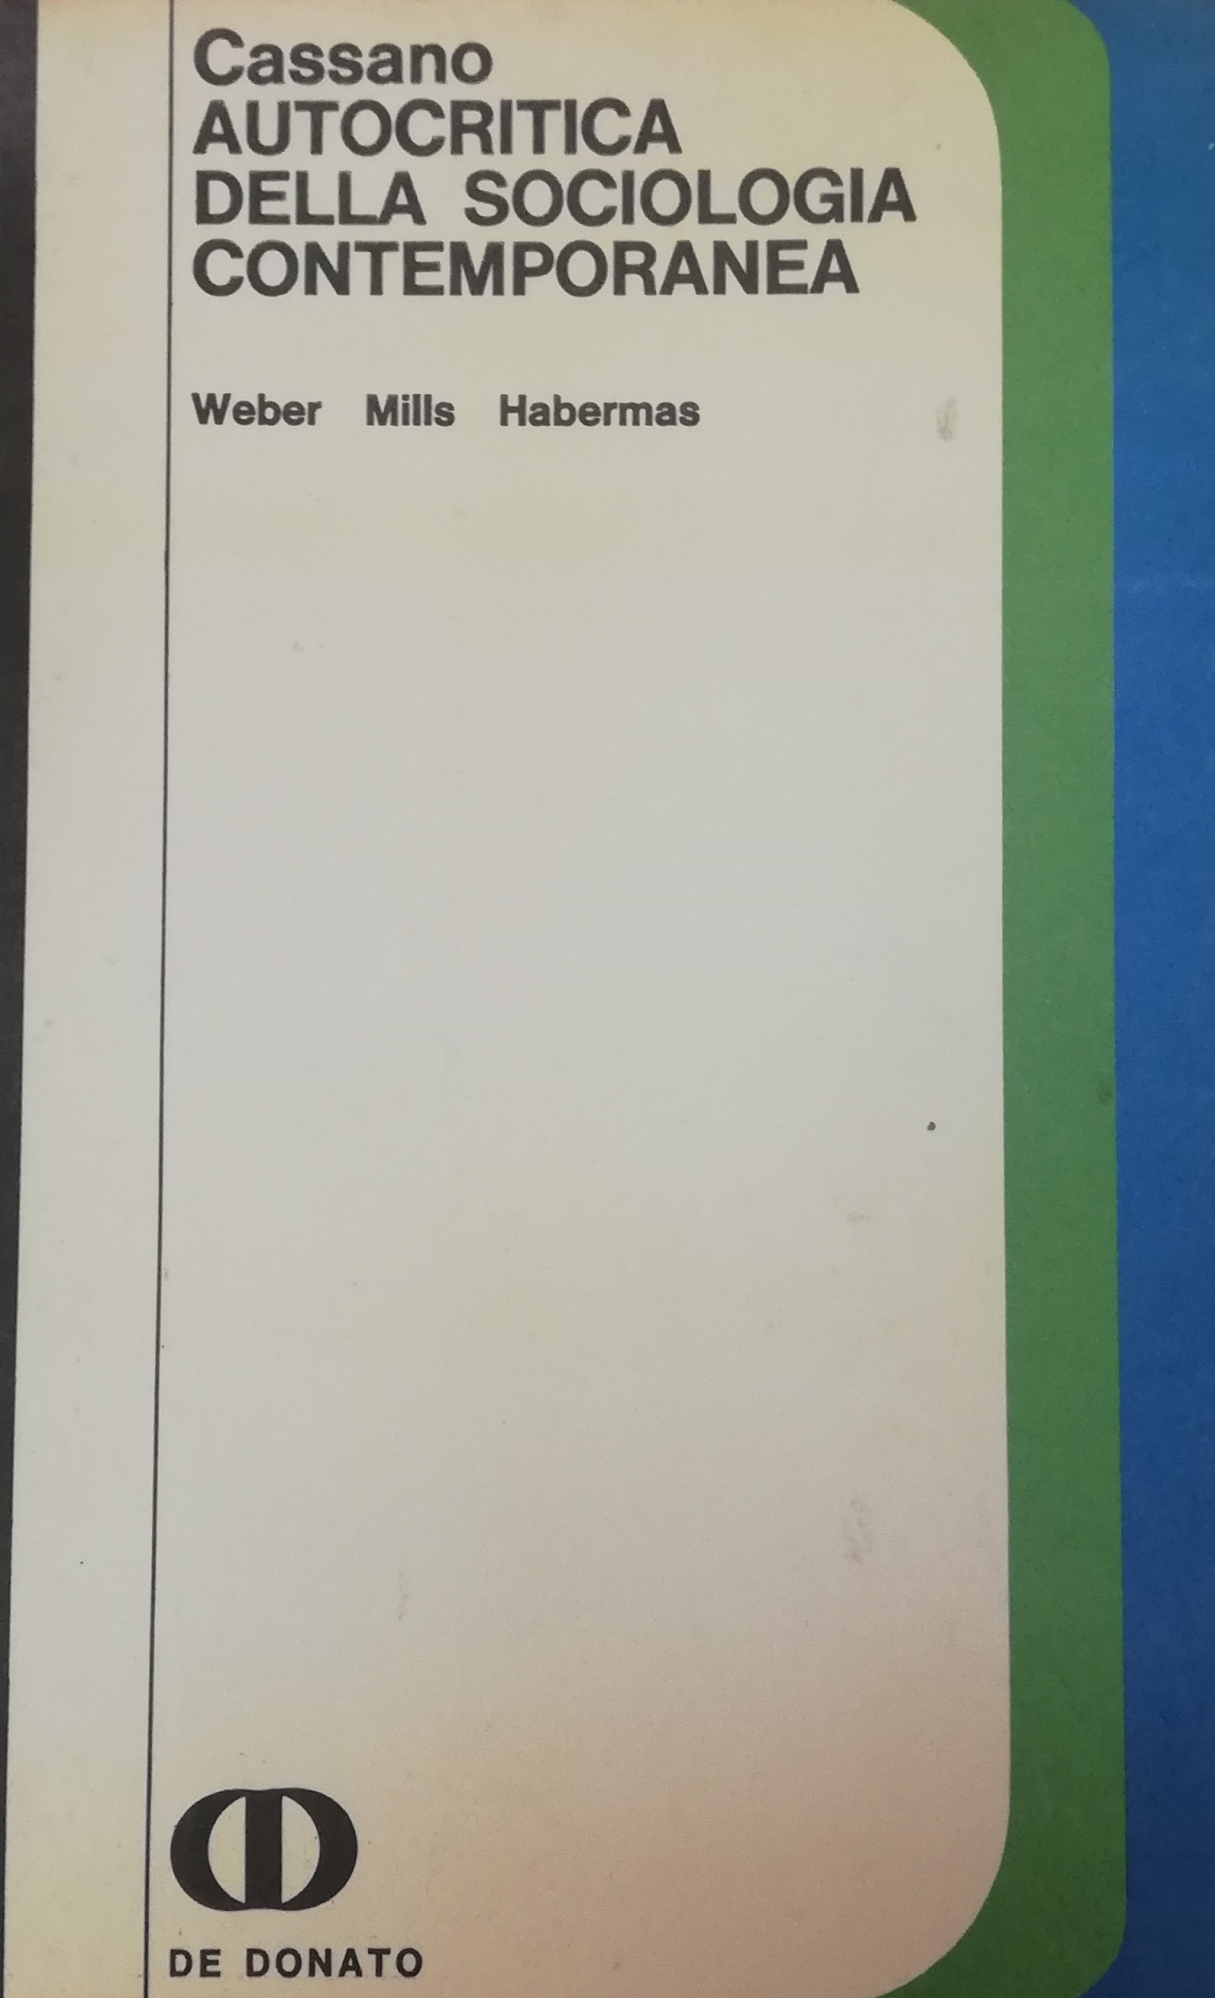 Cassano
AUTOCRITICA
DELLA SOCIOLOGIA
CONTEMPORANEA
Weber Mills Habermas
DE DONATO